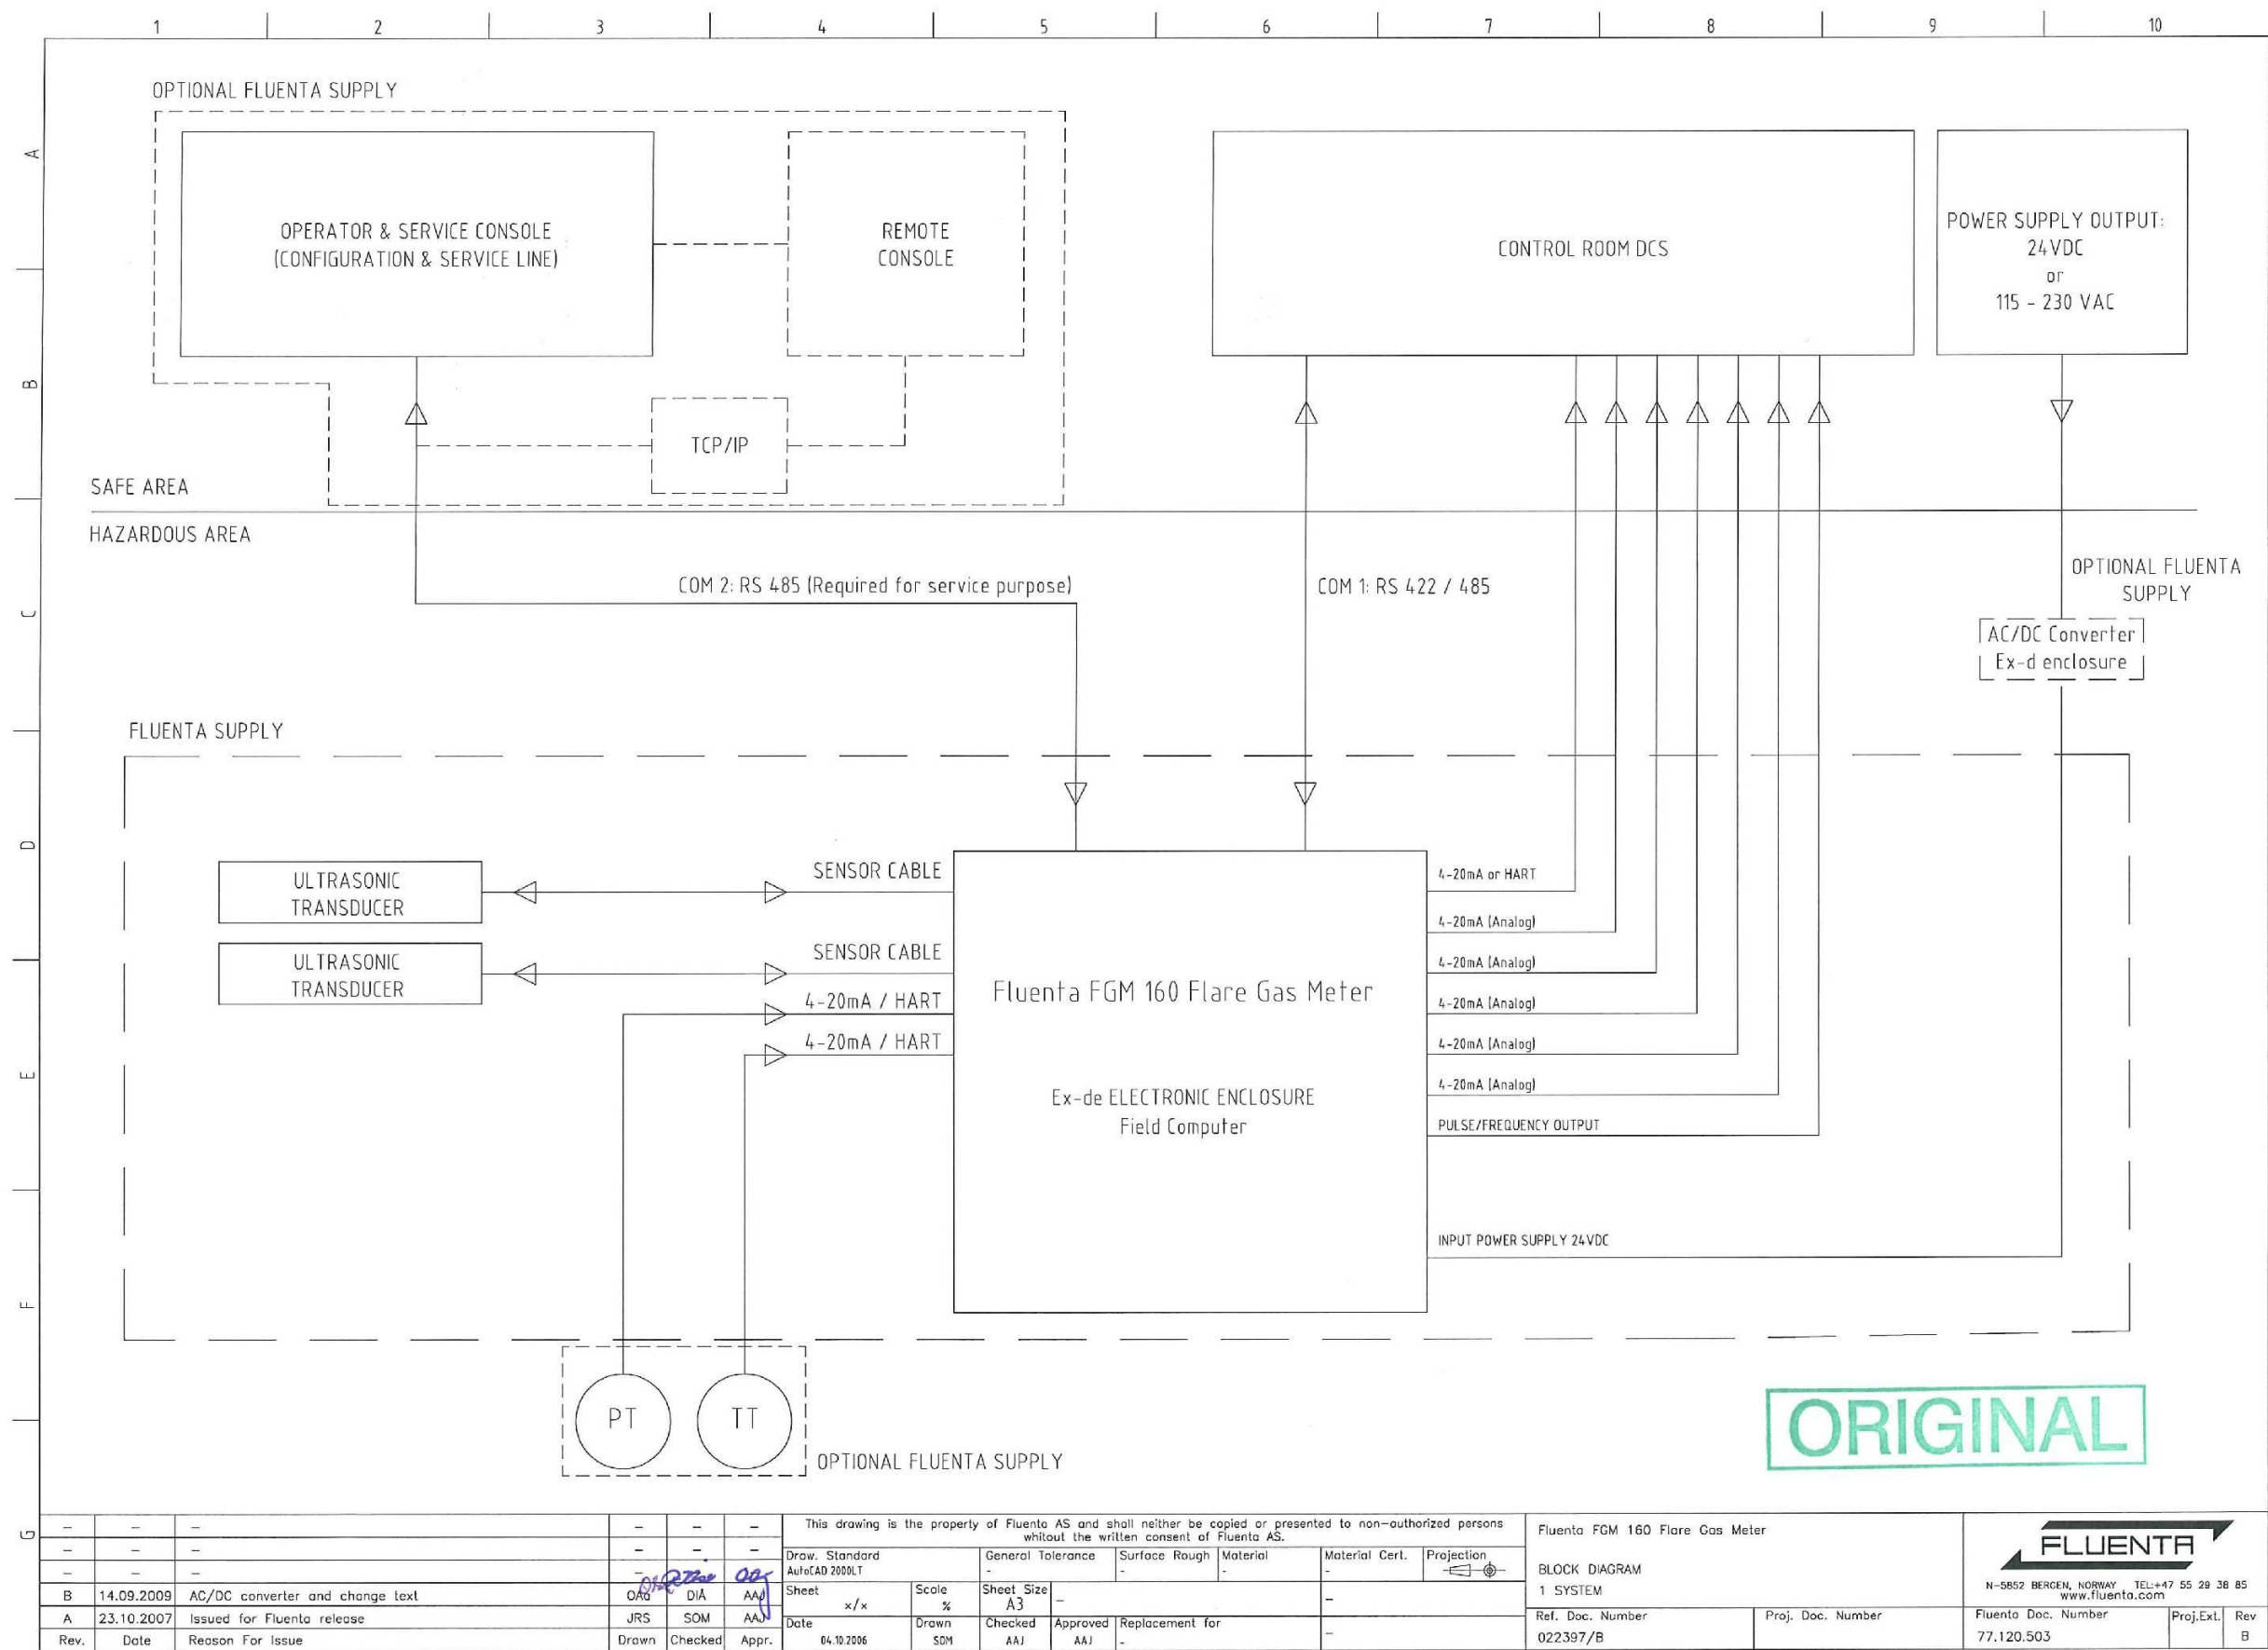 1 2 3 4 5 6 7 8 9 10
A
B
C
D
E
F
G
OPTIONAL FLUENTA SUPPLY
OPERATOR & SERVICE CONSOLE
(CONFIGURATION & SERVICE LINE)
REMOTE
CONSOLE
TCP/IP
CONTROL ROOM DCS
POWER SUPPLY OUTPUT:
24VDC
or
115 - 230 VAC
SAFE AREA
HAZARDOUS AREA
COM 2: RS 485 (Required for service purpose)
COM 1: RS 422 / 485
OPTIONAL FLUENTA
SUPPLY
AC/DC Converter
Ex-d enclosure
FLUENTA SUPPLY
ULTRASONIC
TRANSDUCER
ULTRASONIC
TRANSDUCER
SENSOR CABLE
SENSOR CABLE
4-20mA / HART
4-20mA / HART
Fluenta FGM 160 Flare Gas Meter
Ex-de ELECTRONIC ENCLOSURE
Field Computer
4-20mA or HART
4-20mA (Analog)
4-20mA (Analog)
4-20mA (Analog)
4-20mA (Analog)
4-20mA (Analog)
PULSE/FREQUENCY OUTPUT
INPUT POWER SUPPLY 24VDC
PT
TT
OPTIONAL FLUENTA SUPPLY
ORIGINAL
- - - - - -
- - - - - -
- - - -
B 14.09.2009 AC/DC converter and change text OAG DIA AAJ
A 23.10.2007 Issued for Fluenta release JRS SOM AAJ
Rev. Date Reason For Issue Drawn Checked Appr.
This drawing is the property of Fluenta AS and shall neither be copied or presented to non-authorized persons
whitout the written consent of Fluenta AS.
Draw. Standard
AutoCAD 2000LT
General Tolerance
-
Surface Rough
-
Material
-
Material Cert.
-
Projection
Sheet
x/x
Scale
%
Sheet Size
A3
-
-
Date
04.10.2006
Drawn
SOM
Checked
AAJ
Approved
AAJ
Replacement for
-
-
Fluenta FGM 160 Flare Gas Meter
BLOCK DIAGRAM
1 SYSTEM
Ref. Doc. Number
022397/B
Proj. Doc. Number
FLUENTA
N-5852 BERGEN, NORWAY TEL:+47 55 29 38 85
www.fluenta.com
Fluenta Doc. Number
77.120.503
Proj.Ext.
Rev
B